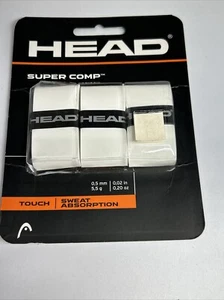 HEAD
SUPER COMP™
HEAD HEAD
TOUCH SWEAT
ABSORPTION
0,5 mm 0.02 in
5,5 g 0.20 oz